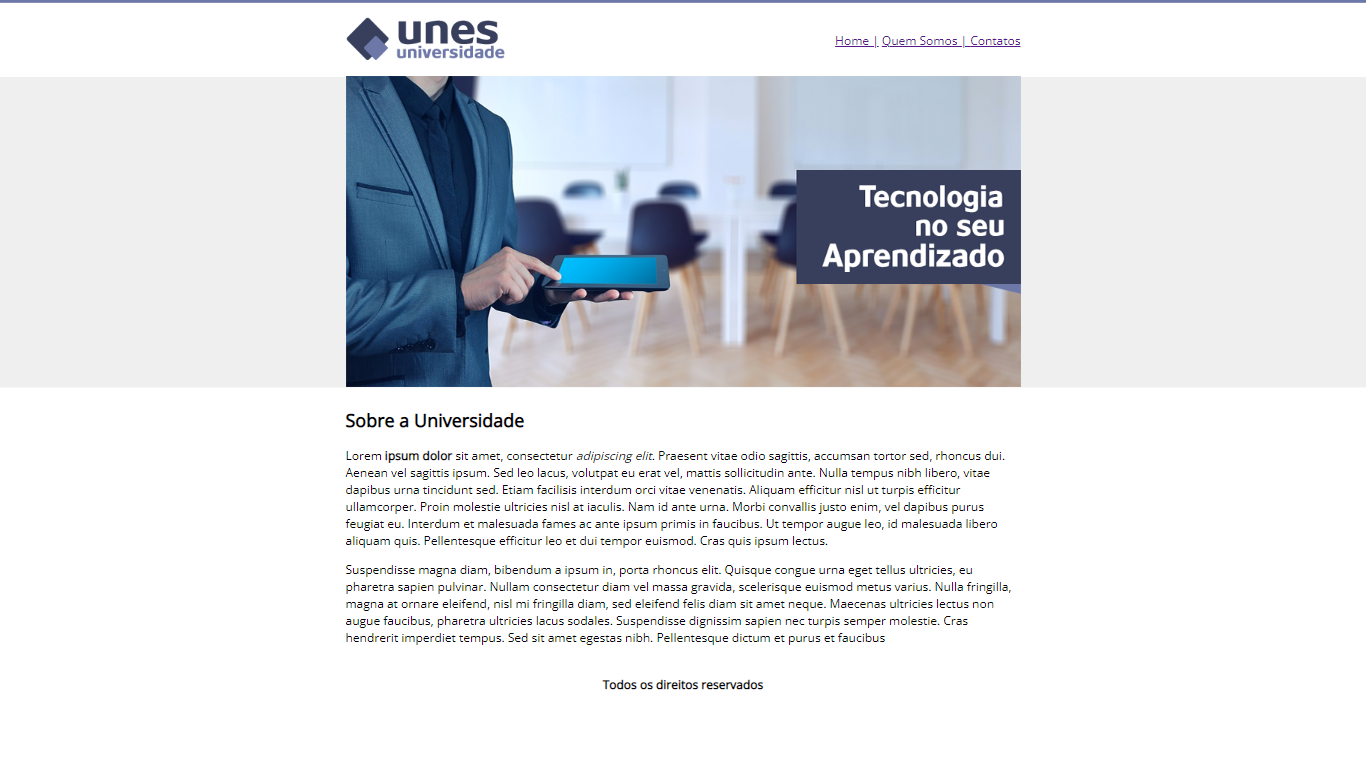 unes
universidade
Home | Quem Somos | Contatos
Tecnologia
no seu
Aprendizado
Sobre a Universidade
Lorem ipsum dolor sit amet, consectetur adipiscing elit. Praesent vitae odio sagittis, accumsan tortor sed, rhoncus dui.
Aenean vel sagittis ipsum. Sed leo lacus, volutpat eu erat vel, mattis sollicitudin ante. Nulla tempus nibh libero, vitae
dapibus urna tincidunt sed. Etiam facilisis interdum orci vitae venenatis. Aliquam efficitur nisl ut turpis efficitur
ullamcorper. Proin molestie ultricies nisl at iaculis. Nam id ante urna. Morbi convallis justo enim, vel dapibus purus
feugiat eu. Interdum et malesuada fames ac ante ipsum primis in faucibus. Ut tempor augue leo, id malesuada libero
aliquam quis. Pellentesque efficitur leo et dui tempor euismod. Cras quis ipsum lectus.
Suspendisse magna diam, bibendum a ipsum in, porta rhoncus elit. Quisque congue urna eget tellus ultricies, eu
pharetra sapien pulvinar. Nullam consectetur diam vel massa gravida, scelerisque euismod metus varius. Nulla fringilla,
magna at ornare eleifend, nisl mi fringilla diam, sed eleifend felis diam sit amet neque. Maecenas ultricies lectus non
augue faucibus, pharetra ultricies lacus sodales. Suspendisse dignissim sapien nec turpis semper molestie. Cras
hendrerit imperdiet tempus. Sed sit amet egestas nibh. Pellentesque dictum et purus et faucibus
Todos os direitos reservados